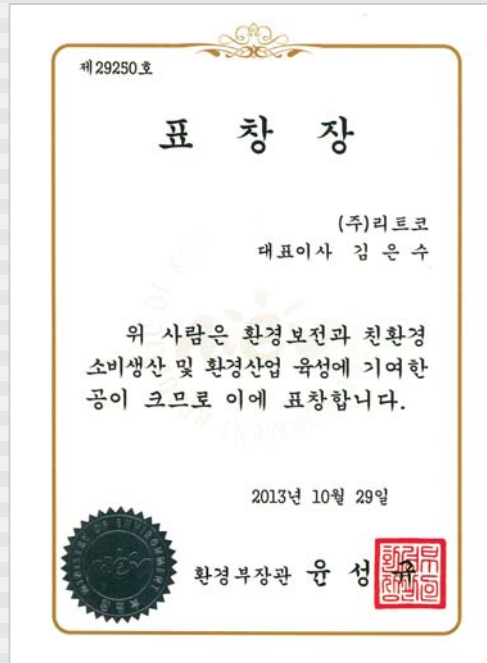 제29250호
표 창 장
(주)리트코
대표이사 김 은 수
위 사람은 환경보전과 친환경
소비생산 및 환경산업 육성에 기여한
공이 크므로 이에 표창합니다.
2013년 10월 29일
환경부장관 윤 성 규